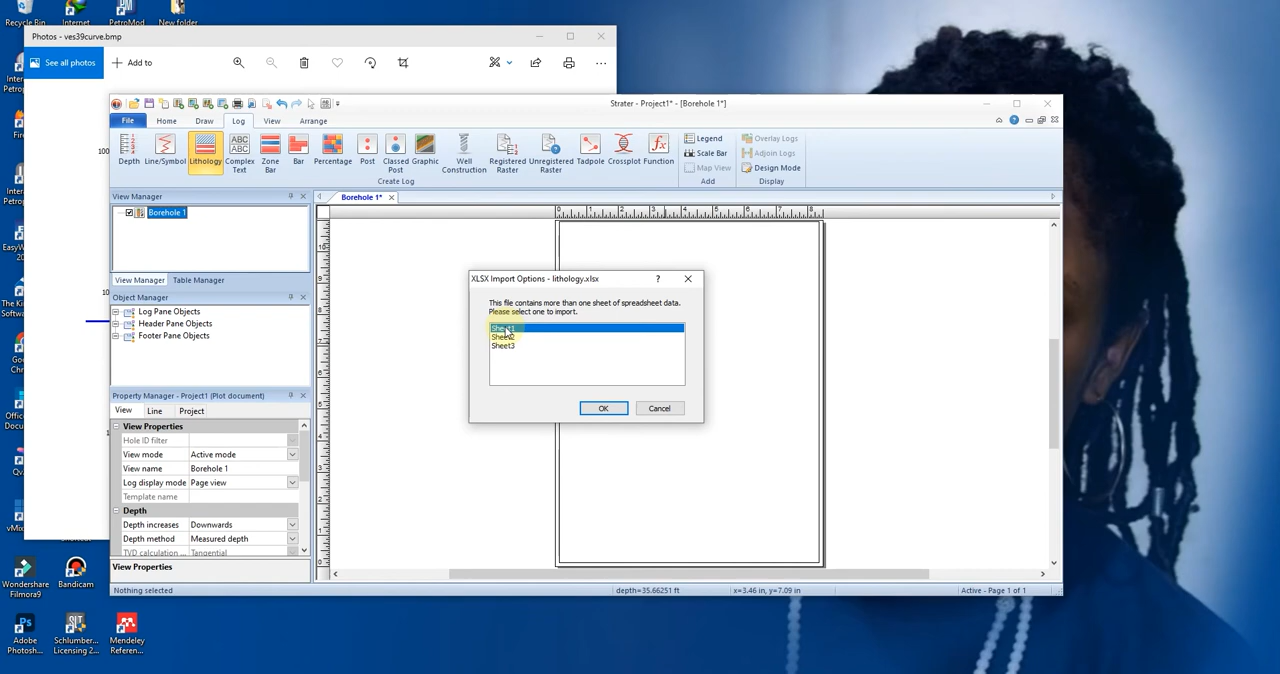 Recycle Bin
Internet
PetroMod
New folder
Photos - ves39curve.bmp
See all photos
Add to
Strater - Project1* - [Borehole 1*]
File
Home
Draw
Log
View
Arrange
Depth
Line/Symbol
Lithology
Complex Text
Zone Bar
Bar
Percentage
Post
Classed Post
Graphic
Well Construction
Registered Raster
Unregistered Raster
Tadpole
Crossplot
Function
Legend
Scale Bar
Map View
Overlay Logs
Adjoin Logs
Design Mode
Create Log
Add
Display
View Manager
Borehole 1
View Manager
Table Manager
Object Manager
Log Pane Objects
Header Pane Objects
Footer Pane Objects
Property Manager - Project1 (Plot document)
View
Line
Project
View Properties
Hole ID filter
View mode Active mode
View name Borehole 1
Log display mode Page view
Template name
Depth
Depth increases Downwards
Depth method Measured depth
TVD calculation ... Tangential
View Properties
Borehole 1*
0 1 2 3 4 5 6 7 8
XLSX Import Options - lithology.xlsx
This file contains more than one sheet of spreadsheet data.
Please select one to import.
Sheet1
Sheet2
Sheet3
OK
Cancel
Nothing selected
depth=35.66251 ft
x=3.46 in, y=7.09 in
Active - Page 1 of 1
Wondershare Filmora9
Bandicam
Adobe Photosh...
Schlumber... Licensing 2...
Mendeley Referen...